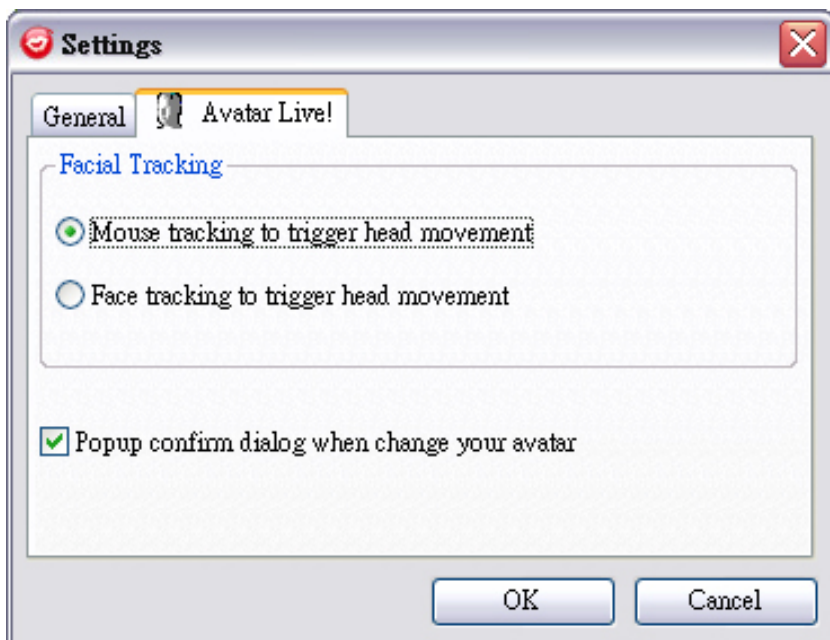 Settings
General
Avatar Live!
Facial Tracking
Mouse tracking to trigger head movement
Face tracking to trigger head movement
Popup confirm dialog when change your avatar
OK
Cancel